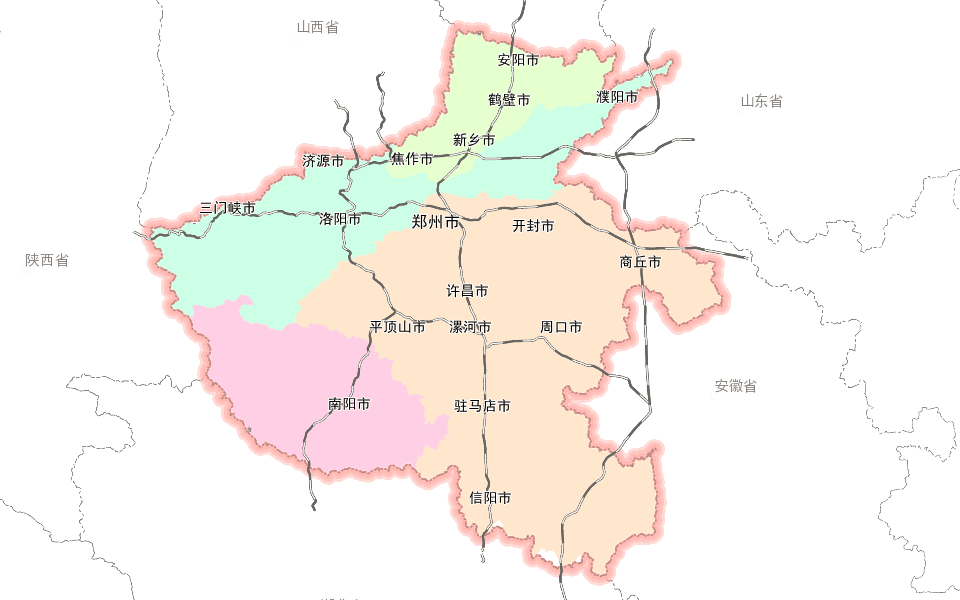 山西省
安阳市
鹤壁市
濮阳市
山东省
新乡市
济源市
焦作市
三门峡市
洛阳市
郑州市
开封市
陕西省
商丘市
许昌市
平顶山市
漯河市
周口市
安徽省
南阳市
驻马店市
信阳市